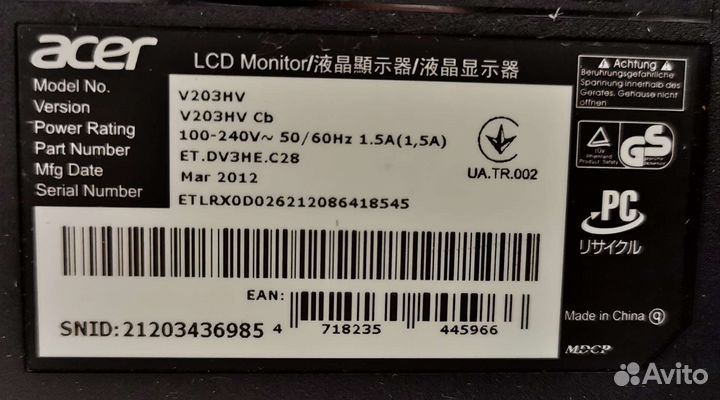 acer
LCD Monitor/液晶顯示器/液晶显示器
Model No. V203HV
Version V203HV Cb
Power Rating 100-240V~ 50/60Hz 1.5A(1,5A)
Part Number ET.DV3HE.C28
Mfg Date Mar 2012
Serial Number ETLRX0D026212086418545
UA.TR.002
EAN:
SNID:21203436985
4 718235 445966
Achtung
Berührungsgefährliche
Spannung innerhalb des
Gerätes. Gehäuse nicht
öffnen!
TÜV
GS
PC
リサイクル
Made in China q
MDCP
Avito